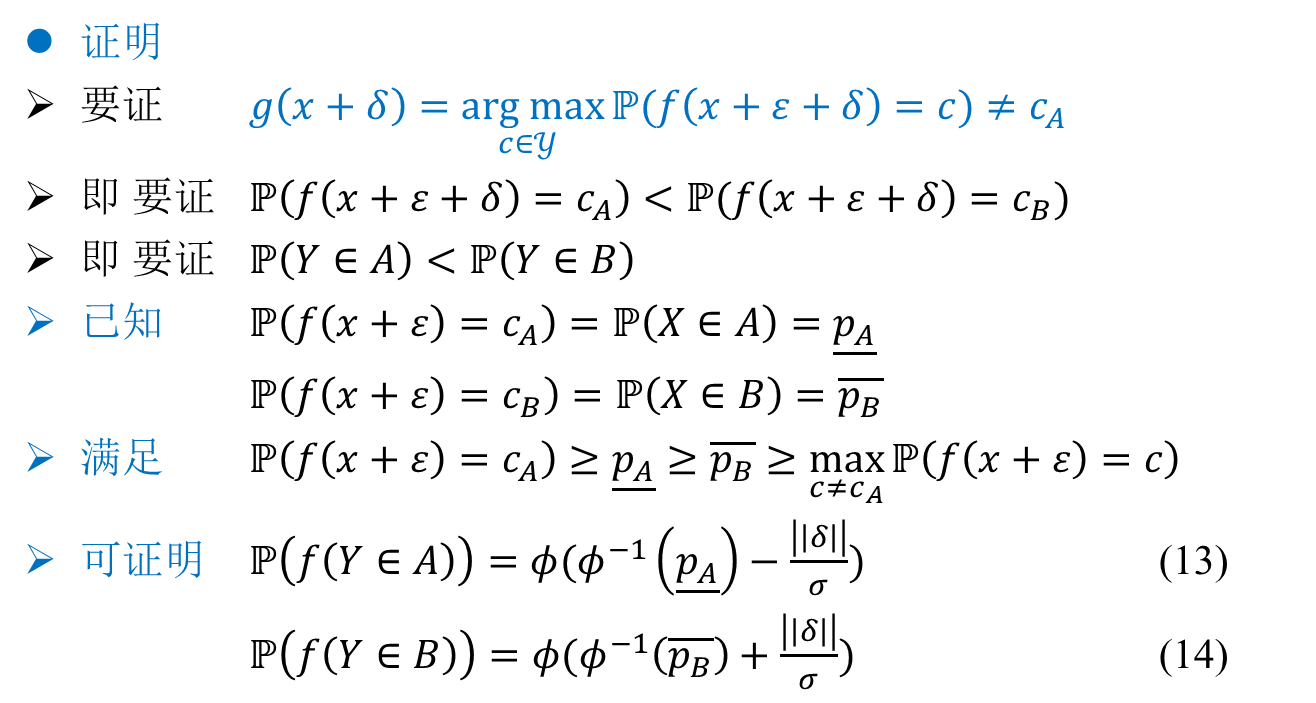 ● 证明
➢ 要证 g(x + δ) = arg max_{c∈𝒴} ℙ(f(x + ε + δ) = c) ≠ c_A
➢ 即 要证 ℙ(f(x + ε + δ) = c_A) < ℙ(f(x + ε + δ) = c_B)
➢ 即 要证 ℙ(Y ∈ A) < ℙ(Y ∈ B)
➢ 已知 ℙ(f(x + ε) = c_A) = ℙ(X ∈ A) = \underline{p_A}
ℙ(f(x + ε) = c_B) = ℙ(X ∈ B) = \overline{p_B}
➢ 满足 ℙ(f(x + ε) = c_A) ≥ \underline{p_A} ≥ \overline{p_B} ≥ max_{c≠c_A} ℙ(f(x + ε) = c)
➢ 可证明 ℙ(f(Y ∈ A)) = ϕ(ϕ^{-1}(\underline{p_A}) − \frac{||δ||}{σ}) (13)
ℙ(f(Y ∈ B)) = ϕ(ϕ^{-1}(\overline{p_B}) + \frac{||δ||}{σ}) (14)